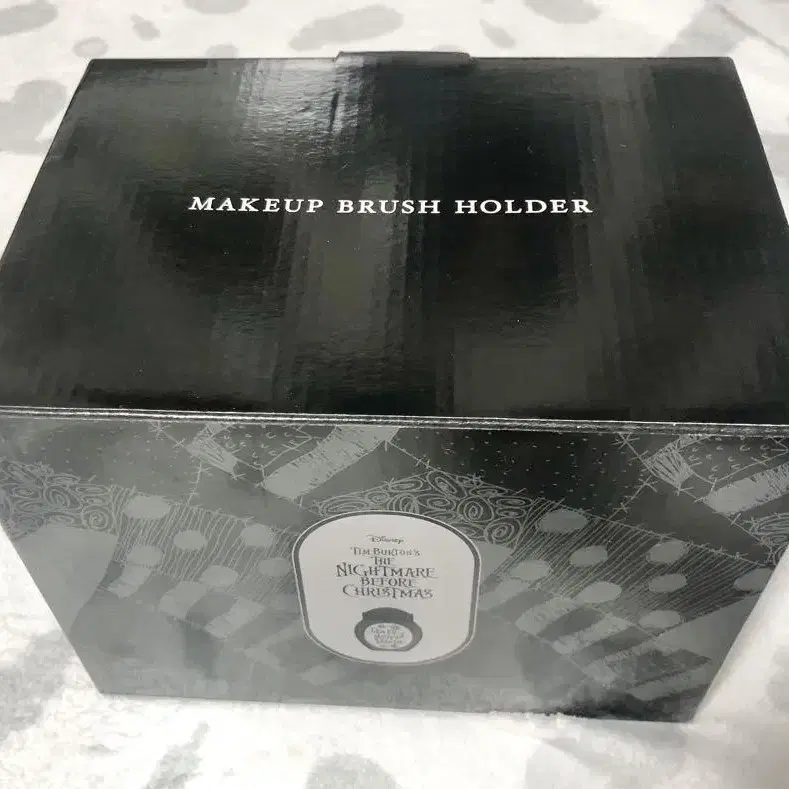 MAKEUP BRUSH HOLDER
Disney
TIM BURTON'S
THE
NIGHTMARE
BEFORE
CHRISTMAS